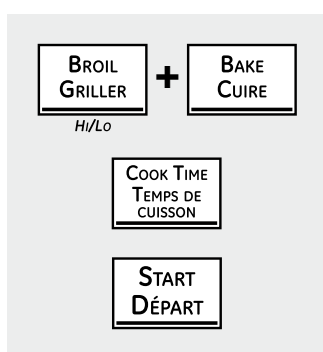 BROIL + BAKE
GRILLER CUIRE
HI/LO
COOK TIME
TEMPS DE
CUISSON
START
DÉPART